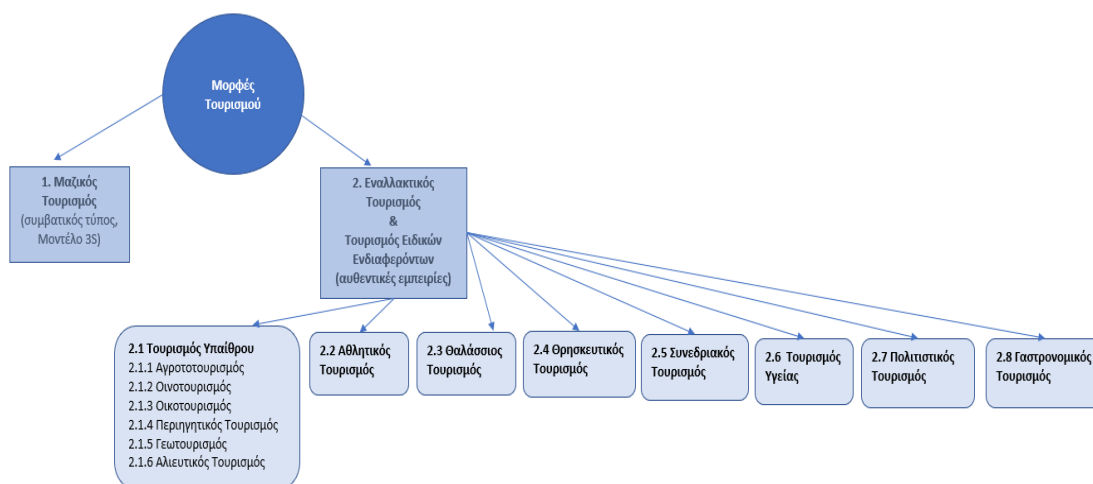 Μορφές
Τουρισμού
1. Μαζικός
Τουρισμός
(συμβατικός τύπος,
Μοντέλο 3S)
2. Εναλλακτικός
Τουρισμός
&
Τουρισμός Ειδικών
Ενδιαφερόντων
(αυθεντικές εμπειρίες)
2.1 Τουρισμός Υπαίθρου
2.1.1 Αγροτοτουρισμός
2.1.2 Οινοτουρισμός
2.1.3 Οικοτουρισμός
2.1.4 Περιηγητικός Τουρισμός
2.1.5 Γεωτουρισμός
2.1.6 Αλιευτικός Τουρισμός
2.2 Αθλητικός
Τουρισμός
2.3 Θαλάσσιος
Τουρισμός
2.4 Θρησκευτικός
Τουρισμός
2.5 Συνεδριακός
Τουρισμός
2.6 Τουρισμός
Υγείας
2.7 Πολιτιστικός
Τουρισμός
2.8 Γαστρονομικός
Τουρισμός